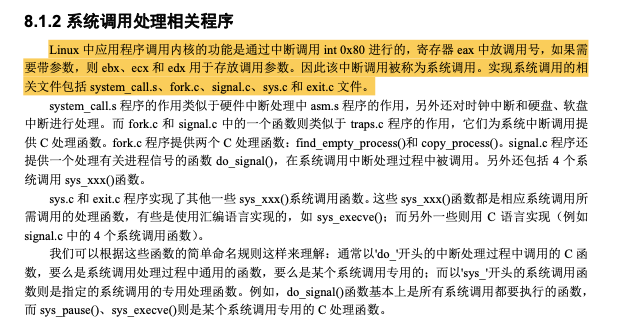 8.1.2 系统调用处理相关程序
Linux 中应用程序调用内核的功能是通过中断调用 int 0x80 进行的，寄存器 eax 中放调用号，如果需
要带参数，则 ebx、ecx 和 edx 用于存放调用参数。因此该中断调用被称为系统调用。实现系统调用的相
关文件包括 system_call.s、fork.c、signal.c、sys.c 和 exit.c 文件。
system_call.s 程序的作用类似于硬件中断处理中 asm.s 程序的作用，另外还对时钟中断和硬盘、软盘
中断进行处理。而 fork.c 和 signal.c 中的一个函数则类似于 traps.c 程序的作用，它们为系统中断调用提
供 C 处理函数。fork.c 程序提供两个 C 处理函数：find_empty_process()和 copy_process()。signal.c 程序还
提供一个处理有关进程信号的函数 do_signal()，在系统调用中断处理过程中被调用。另外还包括 4 个系
统调用 sys_xxx()函数。
sys.c 和 exit.c 程序实现了其他一些 sys_xxx()系统调用函数。这些 sys_xxx()函数都是相应系统调用所
需调用的处理函数，有些是使用汇编语言实现的，如 sys_execve()；而另外一些则用 C 语言实现（例如
signal.c 中的 4 个系统调用函数）。
我们可以根据这些函数的简单命名规则这样来理解：通常以'do_'开头的中断处理过程中调用的 C 函
数，要么是系统调用处理过程中通用的函数，要么是某个系统调用专用的；而以'sys_'开头的系统调用函
数则是指定的系统调用的专用处理函数。例如，do_signal()函数基本上是所有系统调用都要执行的函数，
而 sys_pause()、sys_execve()则是某个系统调用专用的 C 处理函数。